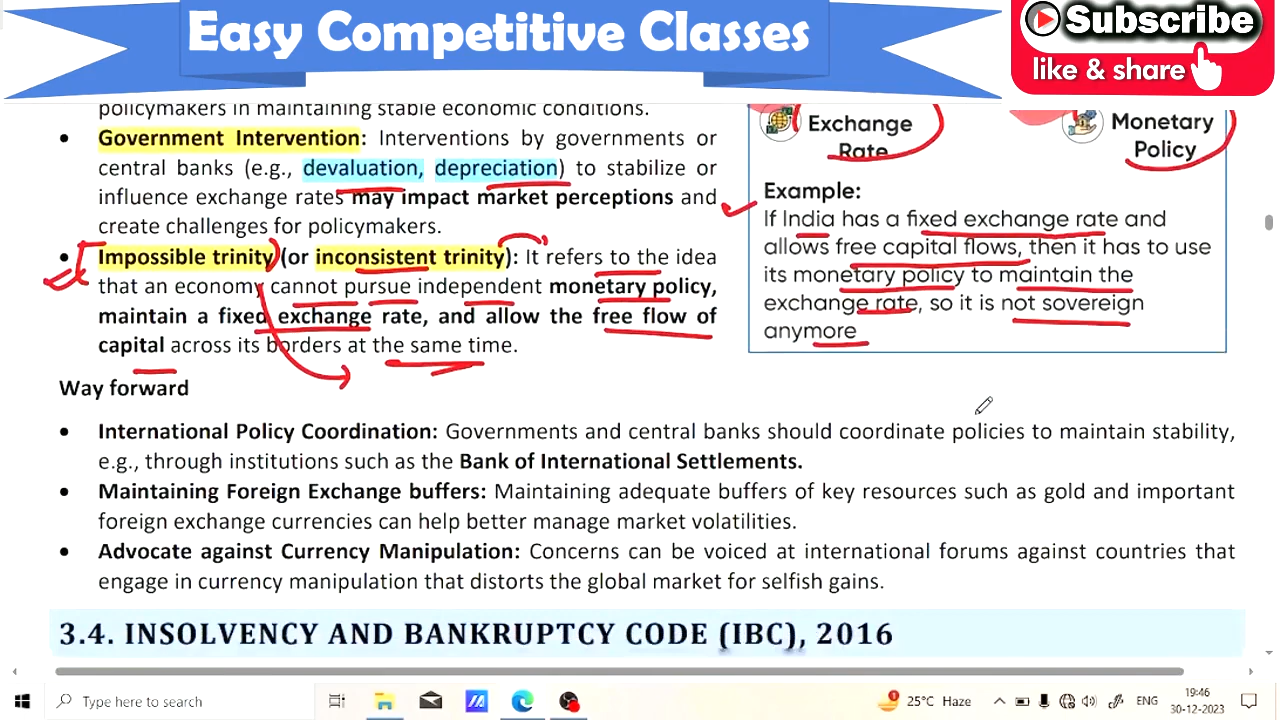 Easy Competitive Classes
Subscribe
like & share
policymakers in maintaining stable economic conditions.
• Government Intervention: Interventions by governments or
central banks (e.g., devaluation, depreciation) to stabilize or
influence exchange rates may impact market perceptions and
create challenges for policymakers.
• Impossible trinity (or inconsistent trinity): It refers to the idea
that an economy cannot pursue independent monetary policy,
maintain a fixed exchange rate, and allow the free flow of
capital across its borders at the same time.
Exchange
Rate
Monetary
Policy
Example:
If India has a fixed exchange rate and
allows free capital flows, then it has to use
its monetary policy to maintain the
exchange rate, so it is not sovereign
anymore
Way forward
• International Policy Coordination: Governments and central banks should coordinate policies to maintain stability,
e.g., through institutions such as the Bank of International Settlements.
• Maintaining Foreign Exchange buffers: Maintaining adequate buffers of key resources such as gold and important
foreign exchange currencies can help better manage market volatilities.
• Advocate against Currency Manipulation: Concerns can be voiced at international forums against countries that
engage in currency manipulation that distorts the global market for selfish gains.
3.4. INSOLVENCY AND BANKRUPTCY CODE (IBC), 2016
Type here to search
1
25°C Haze
ENG
19:46
30-12-2023